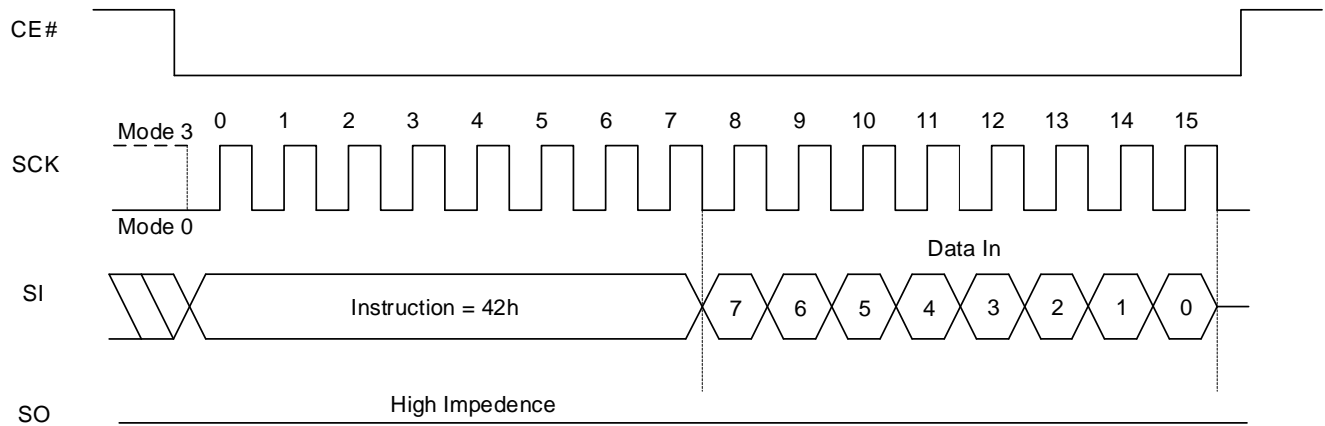 CE#
Mode 3
0 1 2 3 4 5 6 7 8 9 10 11 12 13 14 15
SCK
Mode 0
Data In
SI
Instruction = 42h
7 6 5 4 3 2 1 0
High Impedence
SO